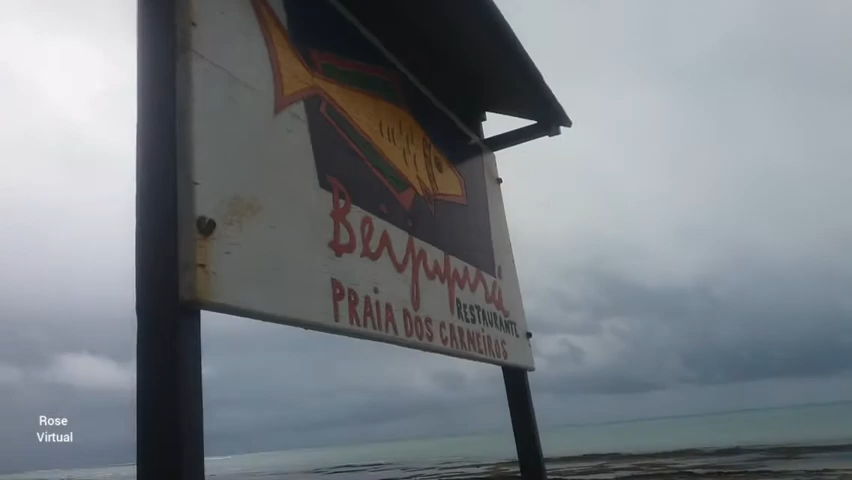 Beijupirá
RESTAURANTE
PRAIA DOS CARNEIROS
Rose
Virtual